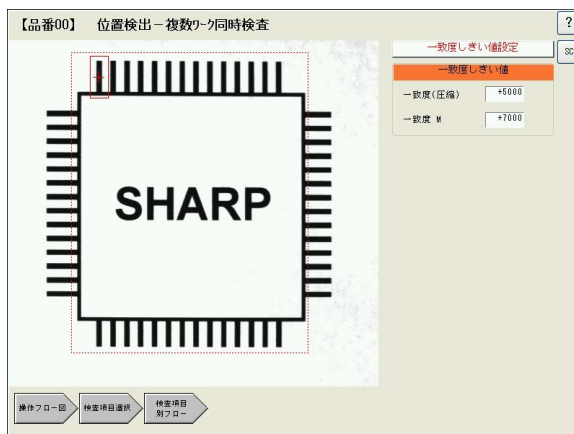 【品番00】 位置検出－複数ﾜｰｸ同時検査
?
SC
一致度しきい値設定
一致度しきい値
一致度(圧縮) +5000
一致度 M +7000
SHARP
操作フロー図
検査項目選択
検査項目
別フロー